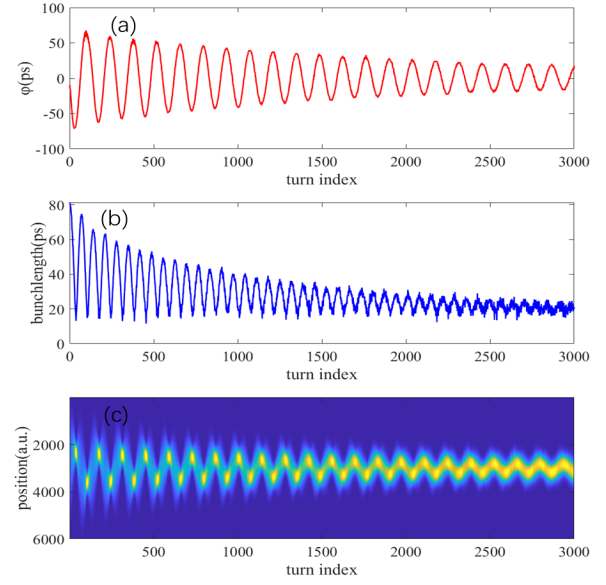 (a)
φ(ps)
100
50
0
-50
-100
0 500 1000 1500 2000 2500 3000
turn index
(b)
bunchlength(ps)
80
60
40
20
0
0 500 1000 1500 2000 2500 3000
turn index
(c)
position(a.u.)
2000
4000
6000
500 1000 1500 2000 2500 3000
turn index